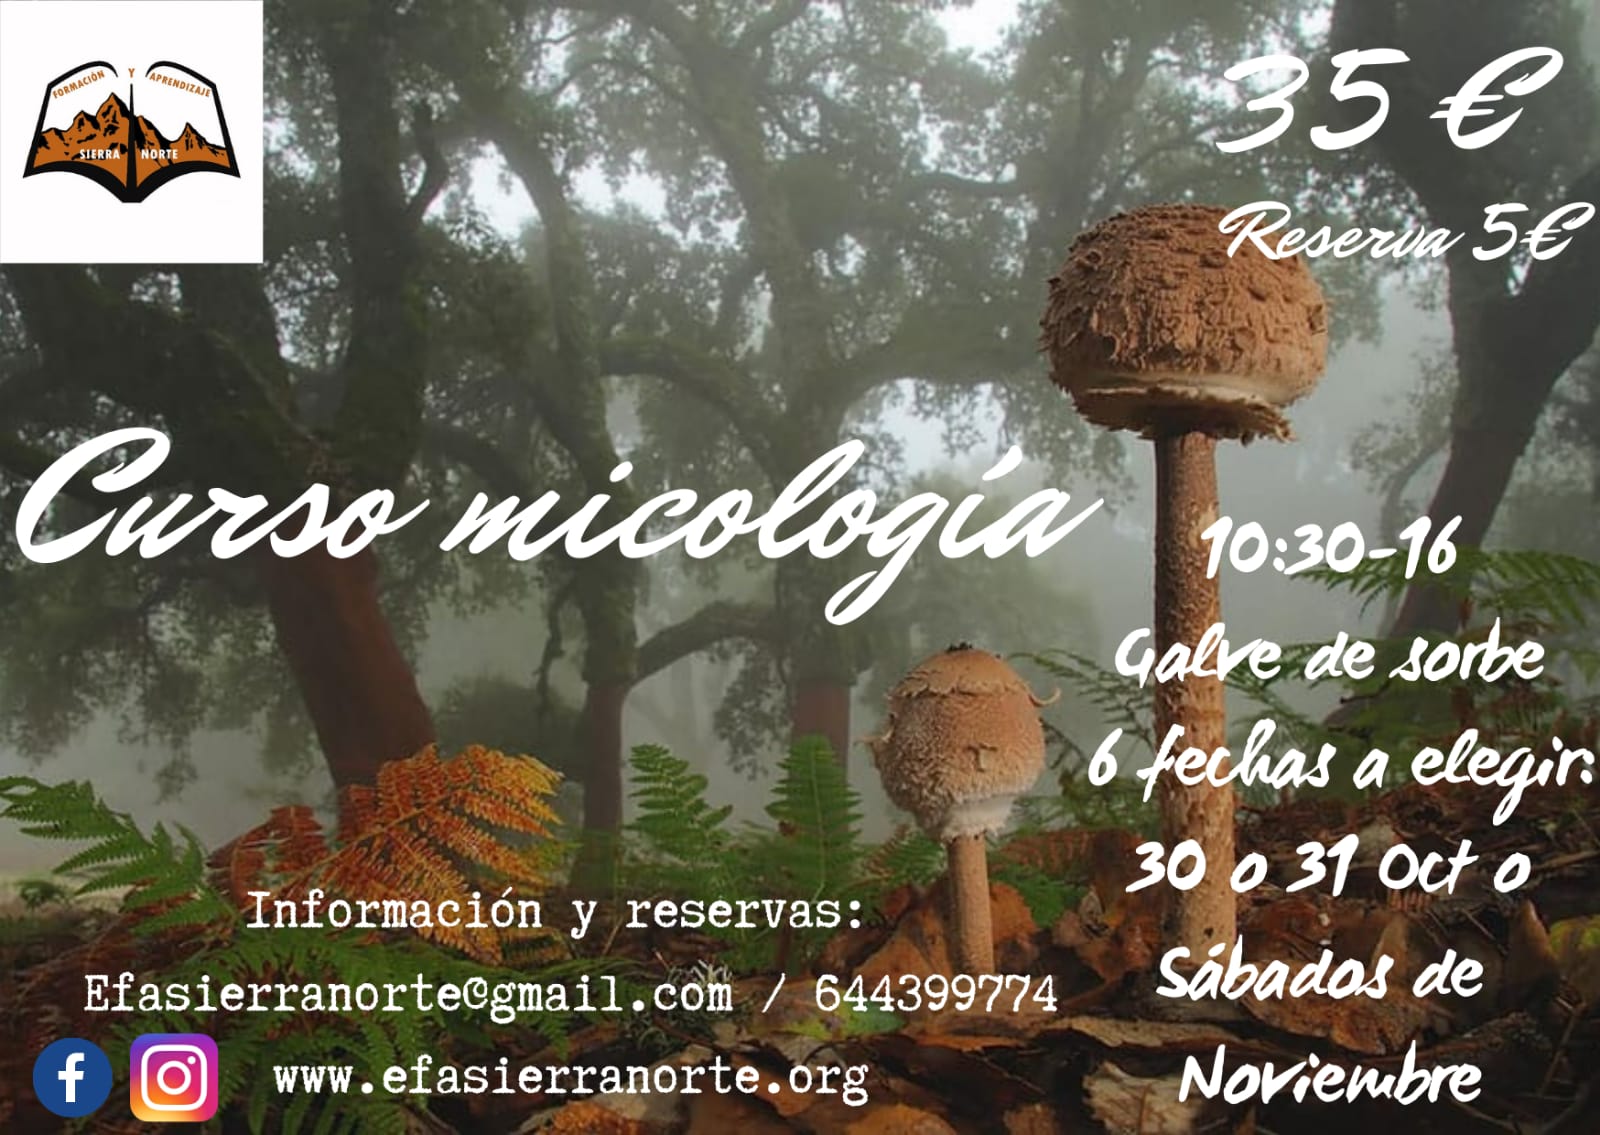 FORMACIÓN Y APRENDIZAJE
SIERRA NORTE
35 €
Reserva 5€
Curso micología
10:30-16
Galve de sorbe
6 fechas a elegir:
30 o 31 Oct o
Sábados de
Noviembre
Información y reservas:
Efasierranorte@gmail.com / 644399774
www.efasierranorte.org